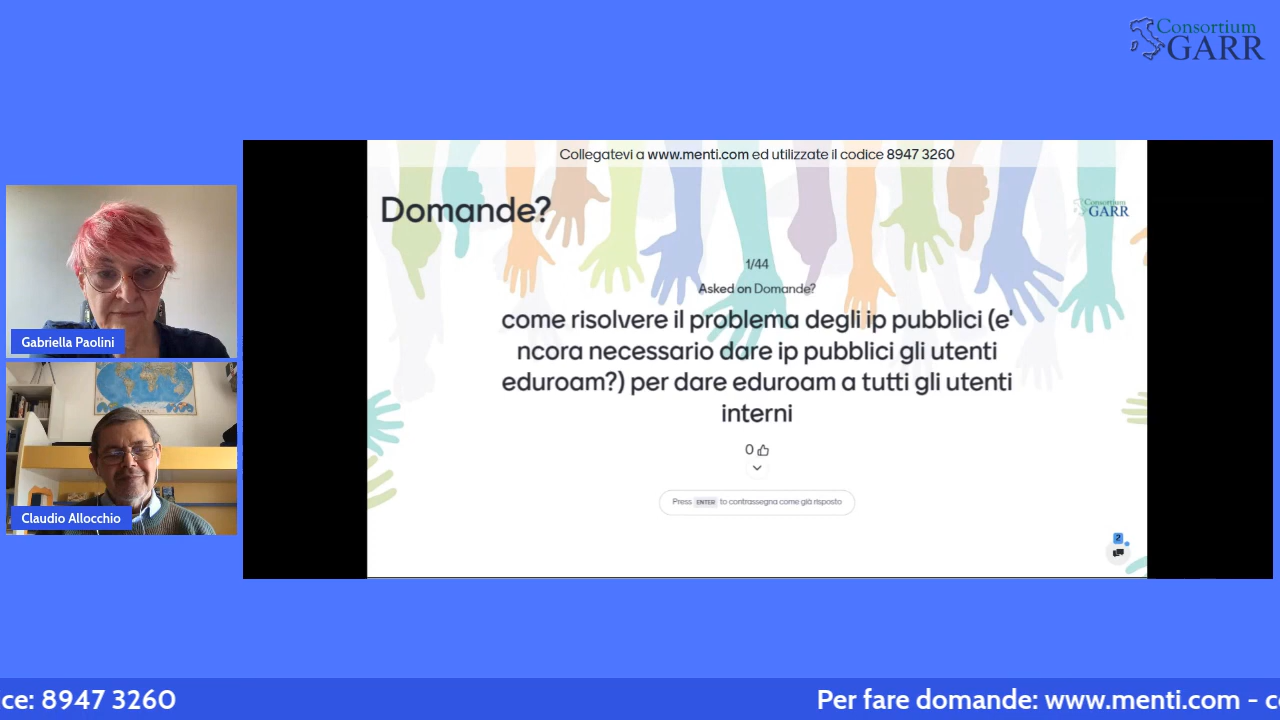 Consortium
GARR
Collegatevi a www.menti.com ed utilizzate il codice 8947 3260
Domande?
Consortium
GARR
1/44
Asked on Domande?
come risolvere il problema degli ip pubblici (e'
ncora necessario dare ip pubblici gli utenti
eduroam?) per dare eduroam a tutti gli utenti
interni
0
Press ENTER to contrassegna come già risposto
2
Gabriella Paolini
Claudio Allocchio
ce: 8947 3260
Per fare domande: www.menti.com - c